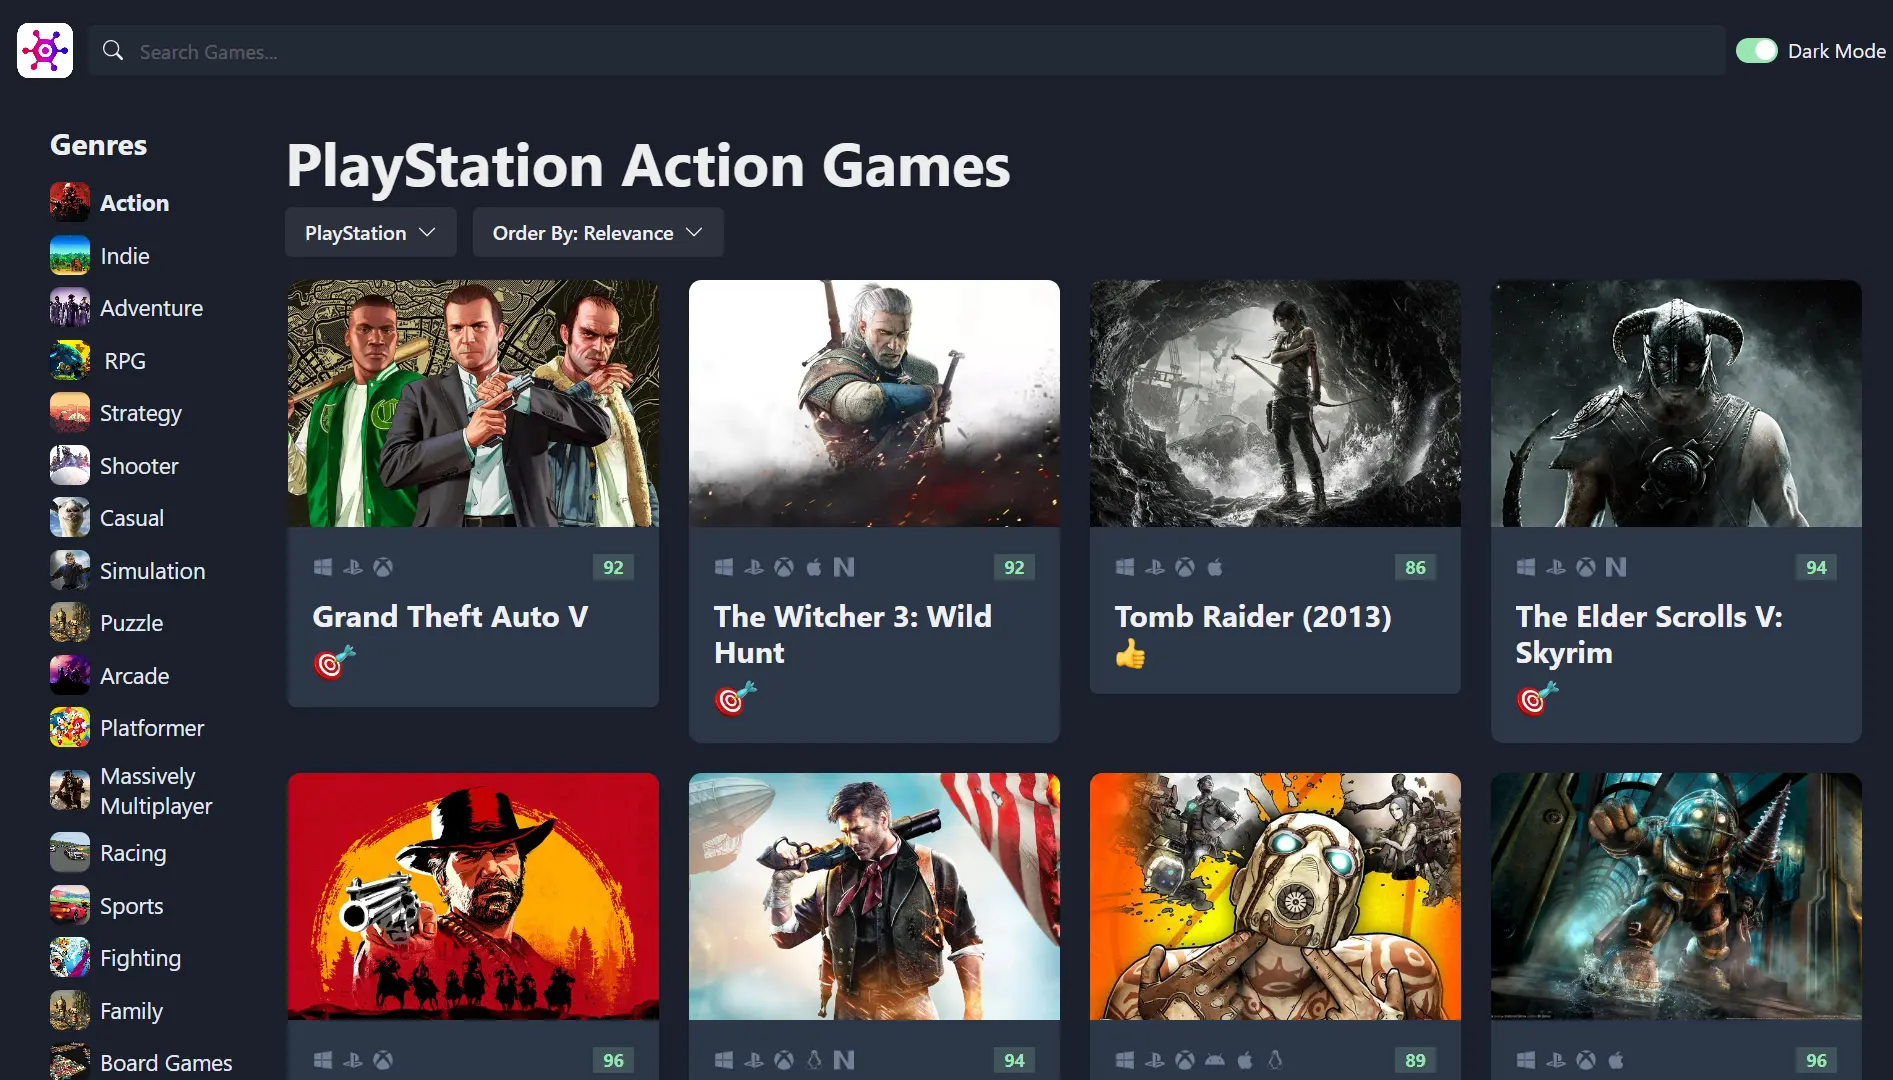 Search Games...
Dark Mode
Genres
Action
Indie
Adventure
RPG
Strategy
Shooter
Casual
Simulation
Puzzle
Arcade
Platformer
Massively
Multiplayer
Racing
Sports
Fighting
Family
Board Games
PlayStation Action Games
PlayStation
Order By: Relevance
92
Grand Theft Auto V
92
The Witcher 3: Wild
Hunt
86
Tomb Raider (2013)
94
The Elder Scrolls V:
Skyrim
96
94
89
96